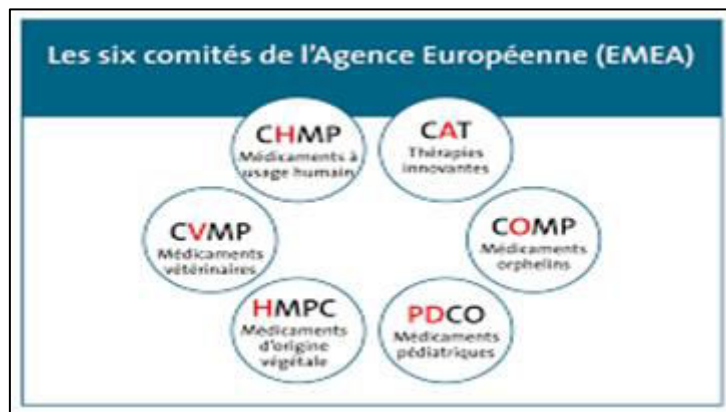 Les six comités de l'Agence Européenne (EMEA)
CHMP
Médicaments à
usage humain
CAT
Thérapies
innovantes
CVMP
Médicaments
vétérinaires
COMP
Médicaments
orphelins
HMPC
Médicaments
d'origine
végétale
PDCO
Médicaments
pédiatriques